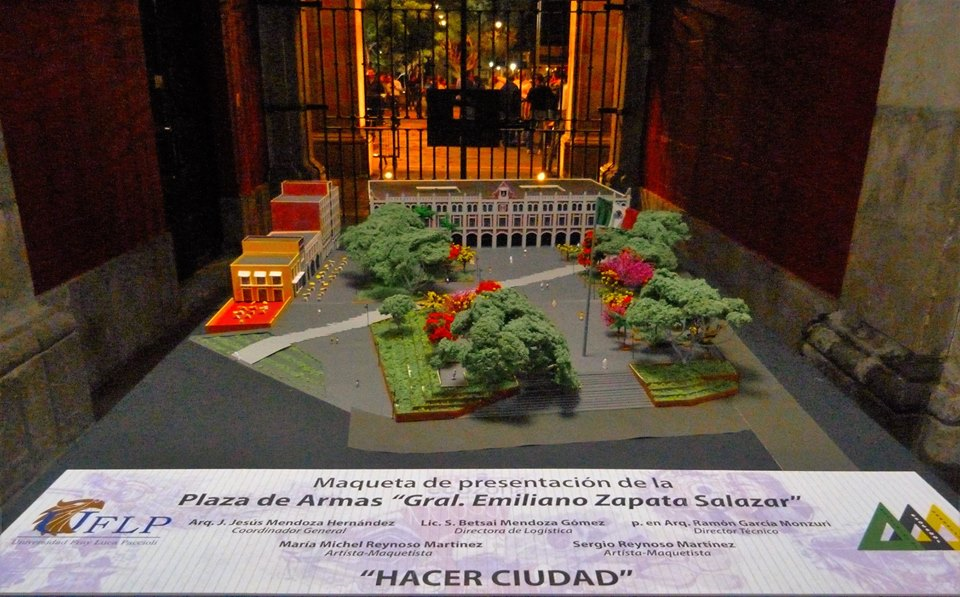 Maqueta de presentación de la
Plaza de Armas "Gral. Emiliano Zapata Salazar"
Arq. J. Jesús Mendoza Hernández
Coordinador General
Lic. S. Betsai Mendoza Gómez
Directora de Logística
p. en Arq. Ramón García Monzuri
Director Técnico
María Michel Reynoso Martínez
Artista-Maquetista
Sergio Reynoso Martínez
Artista-Maquetista
"HACER CIUDAD"
UFLP
Universidad Fray Luca Paccioli